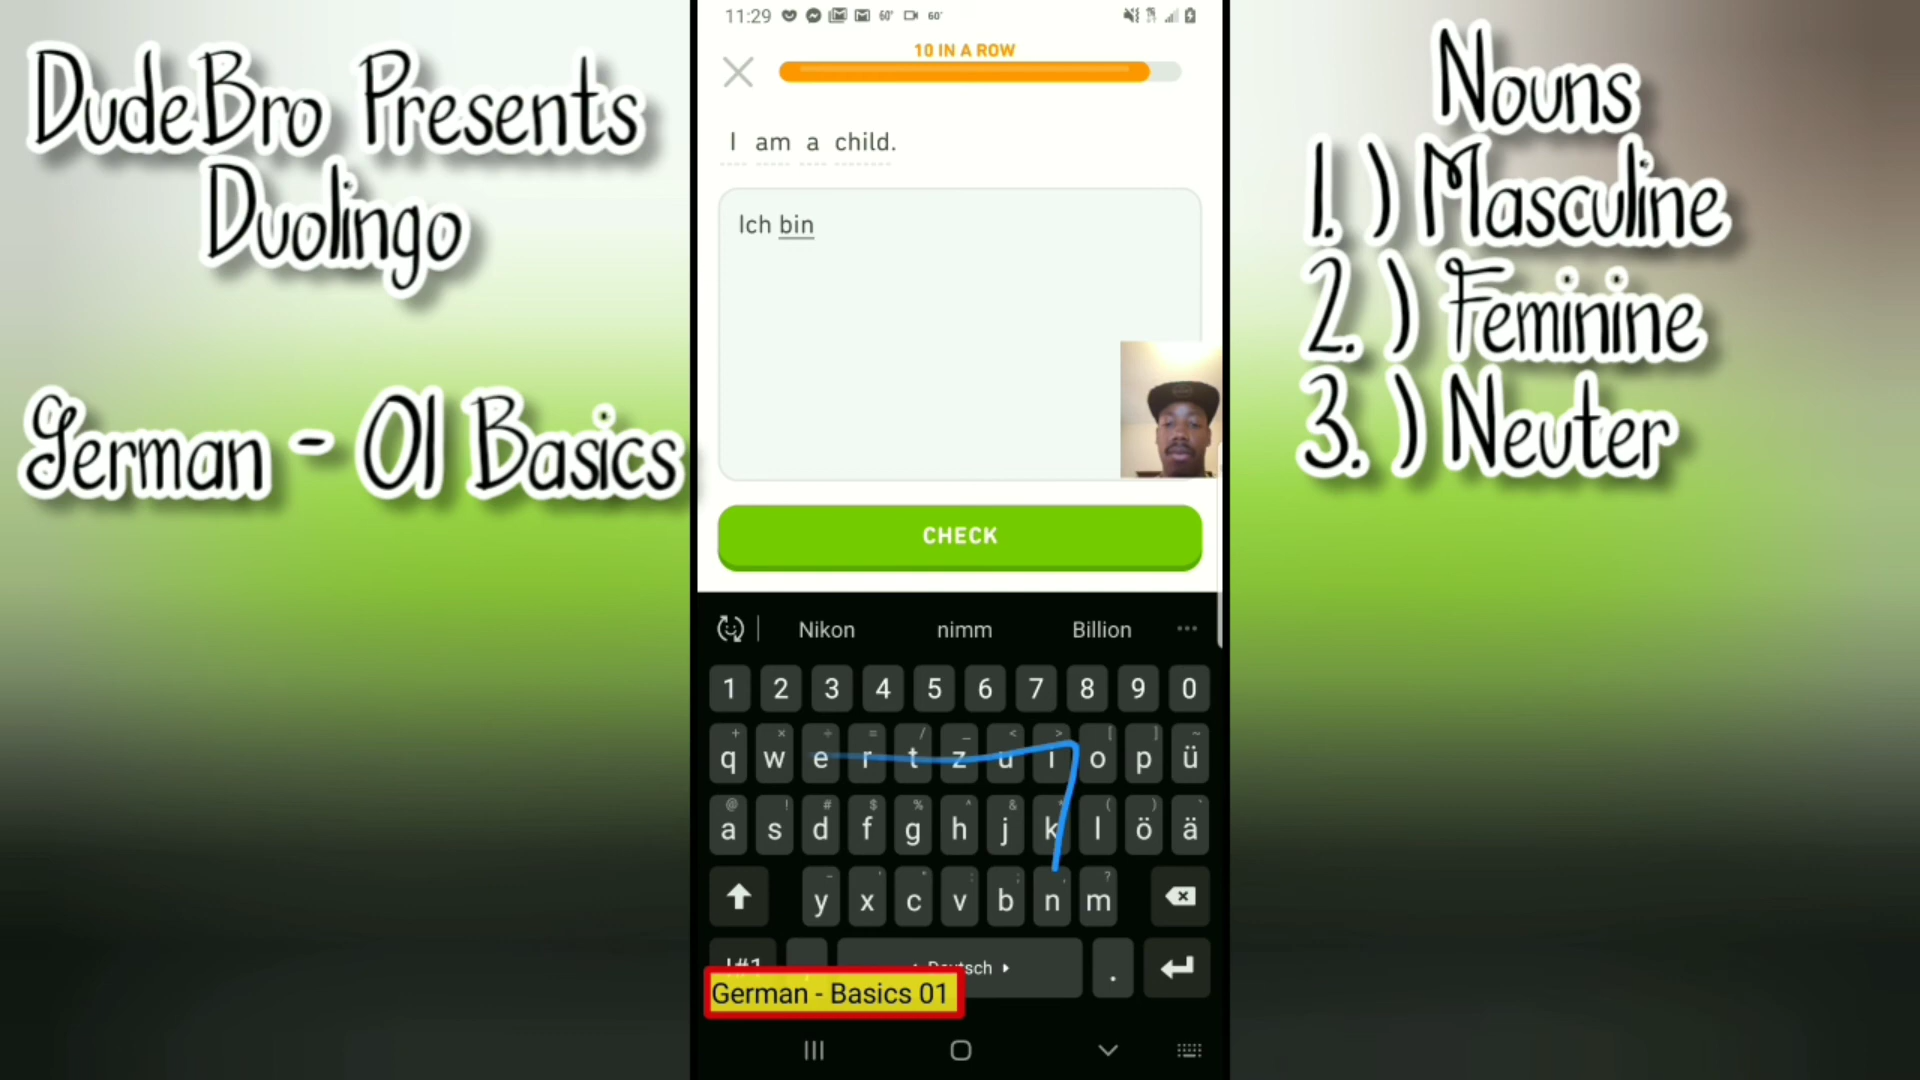 DudeBro Presents
Duolingo
German - 01 Basics
11:29
60'
60'
10 IN A ROW
I am a child.
Ich bin
CHECK
Nikon nimm Billion ...
1 2 3 4 5 6 7 8 9 0
q w e r t z u i o p ü
a s d f g h j k l ö ä
y x c v b n m
!#1 , Deutsch .
German - Basics 01
Nouns
1. ) Masculine
2. ) Feminine
3. ) Neuter